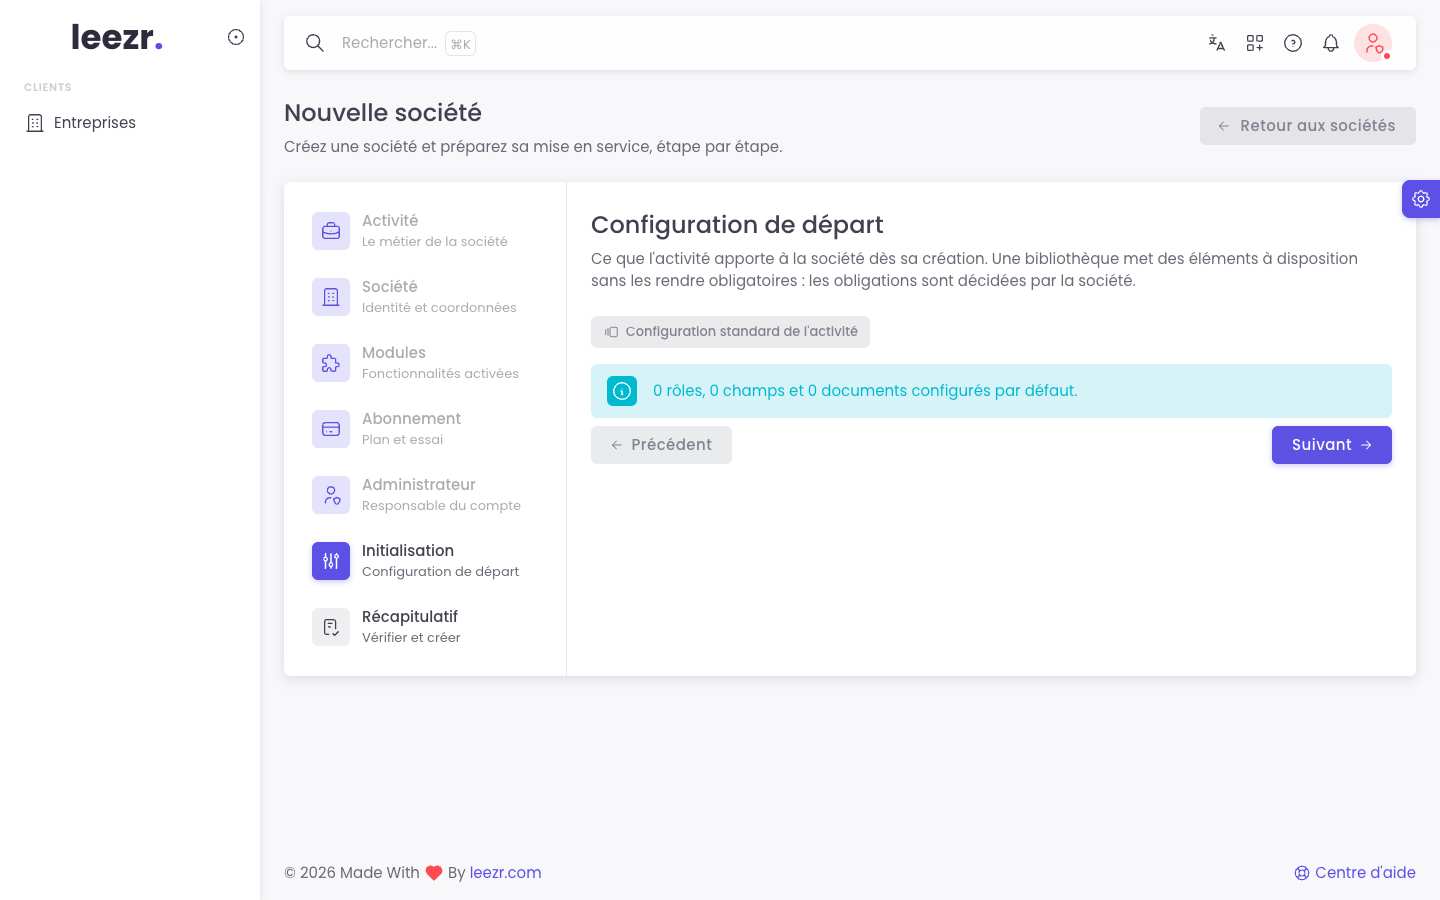 leezr.
Rechercher... ⌘K
CLIENTS
Entreprises
Nouvelle société
Créez une société et préparez sa mise en service, étape par étape.
Retour aux sociétés
Activité
Le métier de la société
Société
Identité et coordonnées
Modules
Fonctionnalités activées
Abonnement
Plan et essai
Administrateur
Responsable du compte
Initialisation
Configuration de départ
Récapitulatif
Vérifier et créer
Configuration de départ
Ce que l'activité apporte à la société dès sa création. Une bibliothèque met des éléments à disposition
sans les rendre obligatoires : les obligations sont décidées par la société.
Configuration standard de l'activité
0 rôles, 0 champs et 0 documents configurés par défaut.
Précédent
Suivant
© 2026 Made With By leezr.com
Centre d'aide